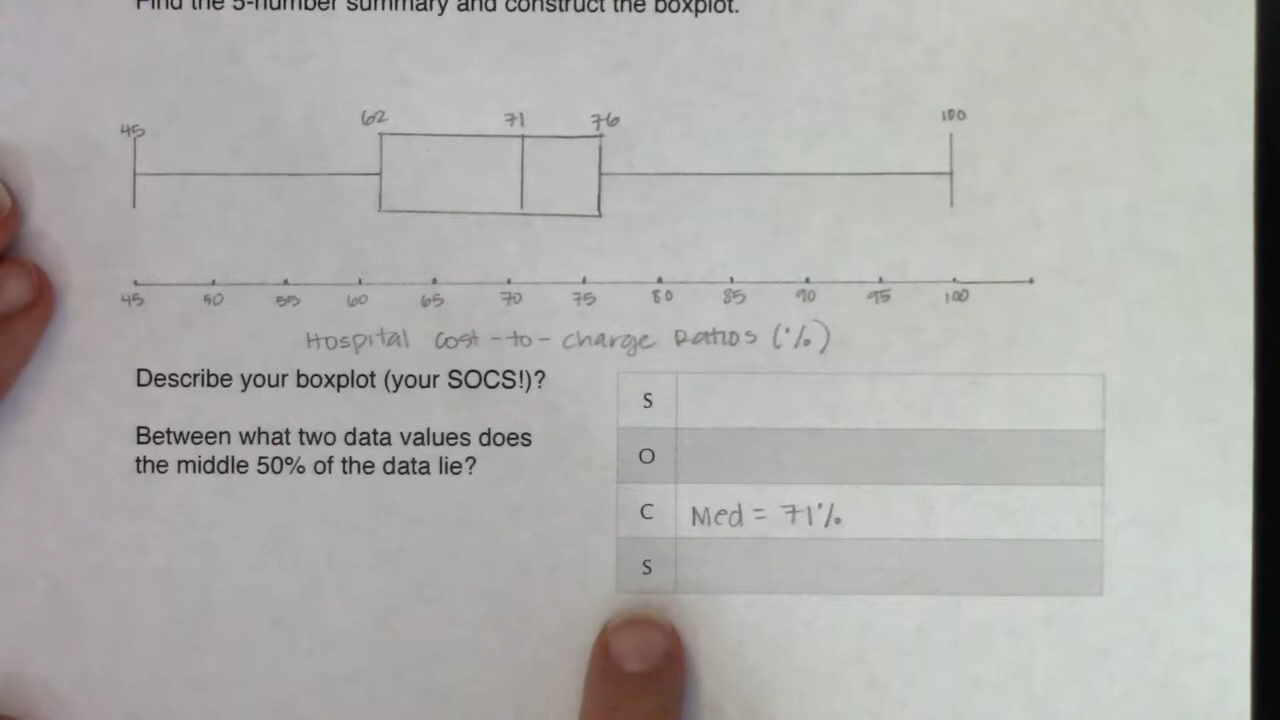 Find the 5-number summary and construct the boxplot.
45 62 71 76 100
45 50 55 60 65 70 75 80 85 90 95 100
Hospital Cost-to-charge Ratios (%)
Describe your boxplot (your SOCS!)?
Between what two data values does
the middle 50% of the data lie?
S
O
C Med = 71%
S